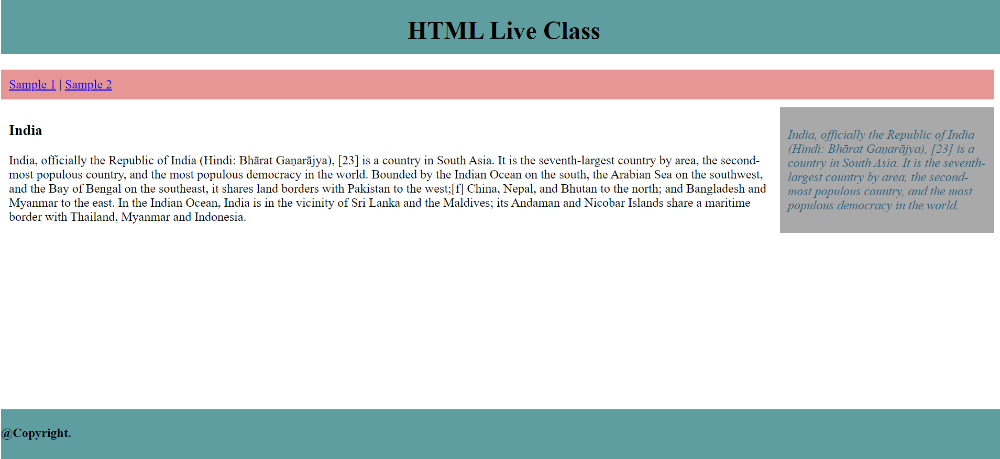 HTML Live Class
Sample 1 | Sample 2
India
India, officially the Republic of India (Hindi: Bhārat Gaṇarājya), [23] is a country in South Asia. It is the seventh-largest country by area, the second-
most populous country, and the most populous democracy in the world. Bounded by the Indian Ocean on the south, the Arabian Sea on the southwest,
and the Bay of Bengal on the southeast, it shares land borders with Pakistan to the west;[f] China, Nepal, and Bhutan to the north; and Bangladesh and
Myanmar to the east. In the Indian Ocean, India is in the vicinity of Sri Lanka and the Maldives; its Andaman and Nicobar Islands share a maritime
border with Thailand, Myanmar and Indonesia.
India, officially the Republic of India
(Hindi: Bhārat Gaṇarājya), [23] is a
country in South Asia. It is the seventh-
largest country by area, the second-
most populous country, and the most
populous democracy in the world.
@Copyright.